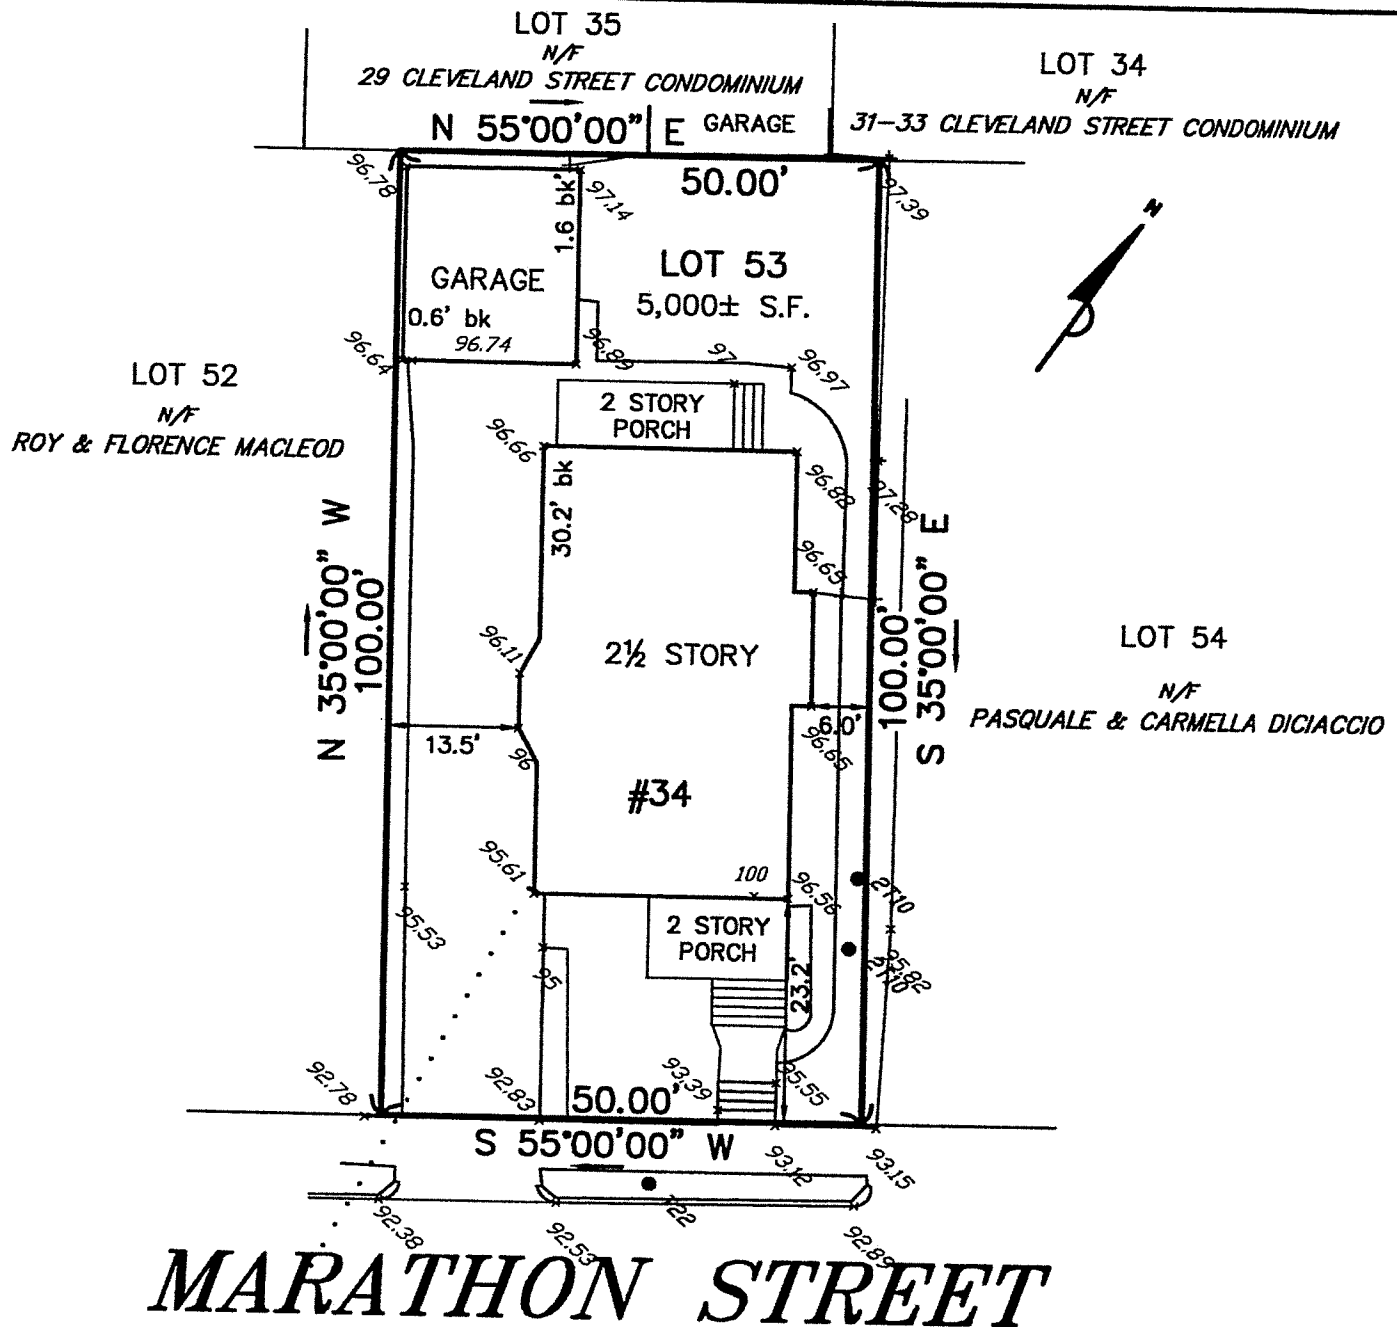 LOT 35
N/F
29 CLEVELAND STREET CONDOMINIUM
LOT 34
N/F
31-33 CLEVELAND STREET CONDOMINIUM
N 55°00'00" E
GARAGE
50.00'
96.78
97.14
97.39
1.6 bk'
N
GARAGE
LOT 53
5,000± S.F.
0.6' bk
96.74
96.64
96.89
97
96.97
LOT 52
N/F
ROY & FLORENCE MACLEOD
2 STORY
PORCH
96.66
96.82
97.28
30.2' bk
96.65
N 35°00'00" W
100.00'
S 35°00'00" E
100.00'
96.11
2½ STORY
LOT 54
N/F
PASQUALE & CARMELLA DICIACCIO
13.5'
6.0'
96
96.65
#34
95.61
100
96.56
2T10
95.53
2 STORY
PORCH
95
23.2'
95.82
2T10
92.78
92.83
93.39
95.55
50.00'
S 55°00'00" W
93.12
93.15
92.38
92.53
22
92.89
MARATHON STREET